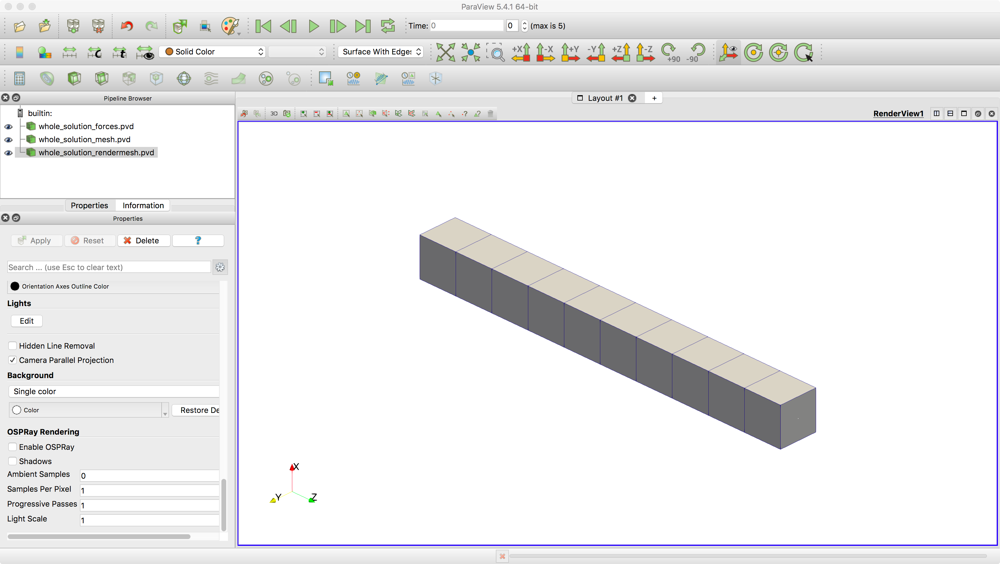 ParaView 5.4.1 64-bit
Time: 0 0 (max is 5)
C t Solid Color Surface With Edges +X -X +Y -Y +Z -Z +90 -90
Pipeline Browser
Layout #1 +
builtin:
3D ? ? RenderView1
whole_solution_forces.pvd
whole_solution_mesh.pvd
whole_solution_rendermesh.pvd
Properties Information
Properties
Apply Reset Delete ?
Search ... (use Esc to clear text)
Orientation Axes Outline Color
Lights
Edit
Hidden Line Removal
Camera Parallel Projection
Background
Single color
Color Restore De
OSPRay Rendering
Enable OSPRay
Shadows
Ambient Samples 0
Samples Per Pixel 1
Progressive Passes 1
Light Scale 1
X
Y Z